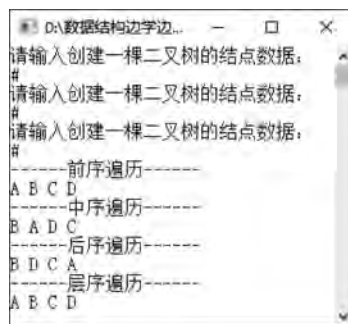 D:\数据结构边学边...
请输入创建一棵二叉树的结点数据：
#
请输入创建一棵二叉树的结点数据：
#
请输入创建一棵二叉树的结点数据：
#
------前序遍历------
A B C D
------中序遍历------
B A D C
------后序遍历------
B D C A
------层序遍历------
A B C D